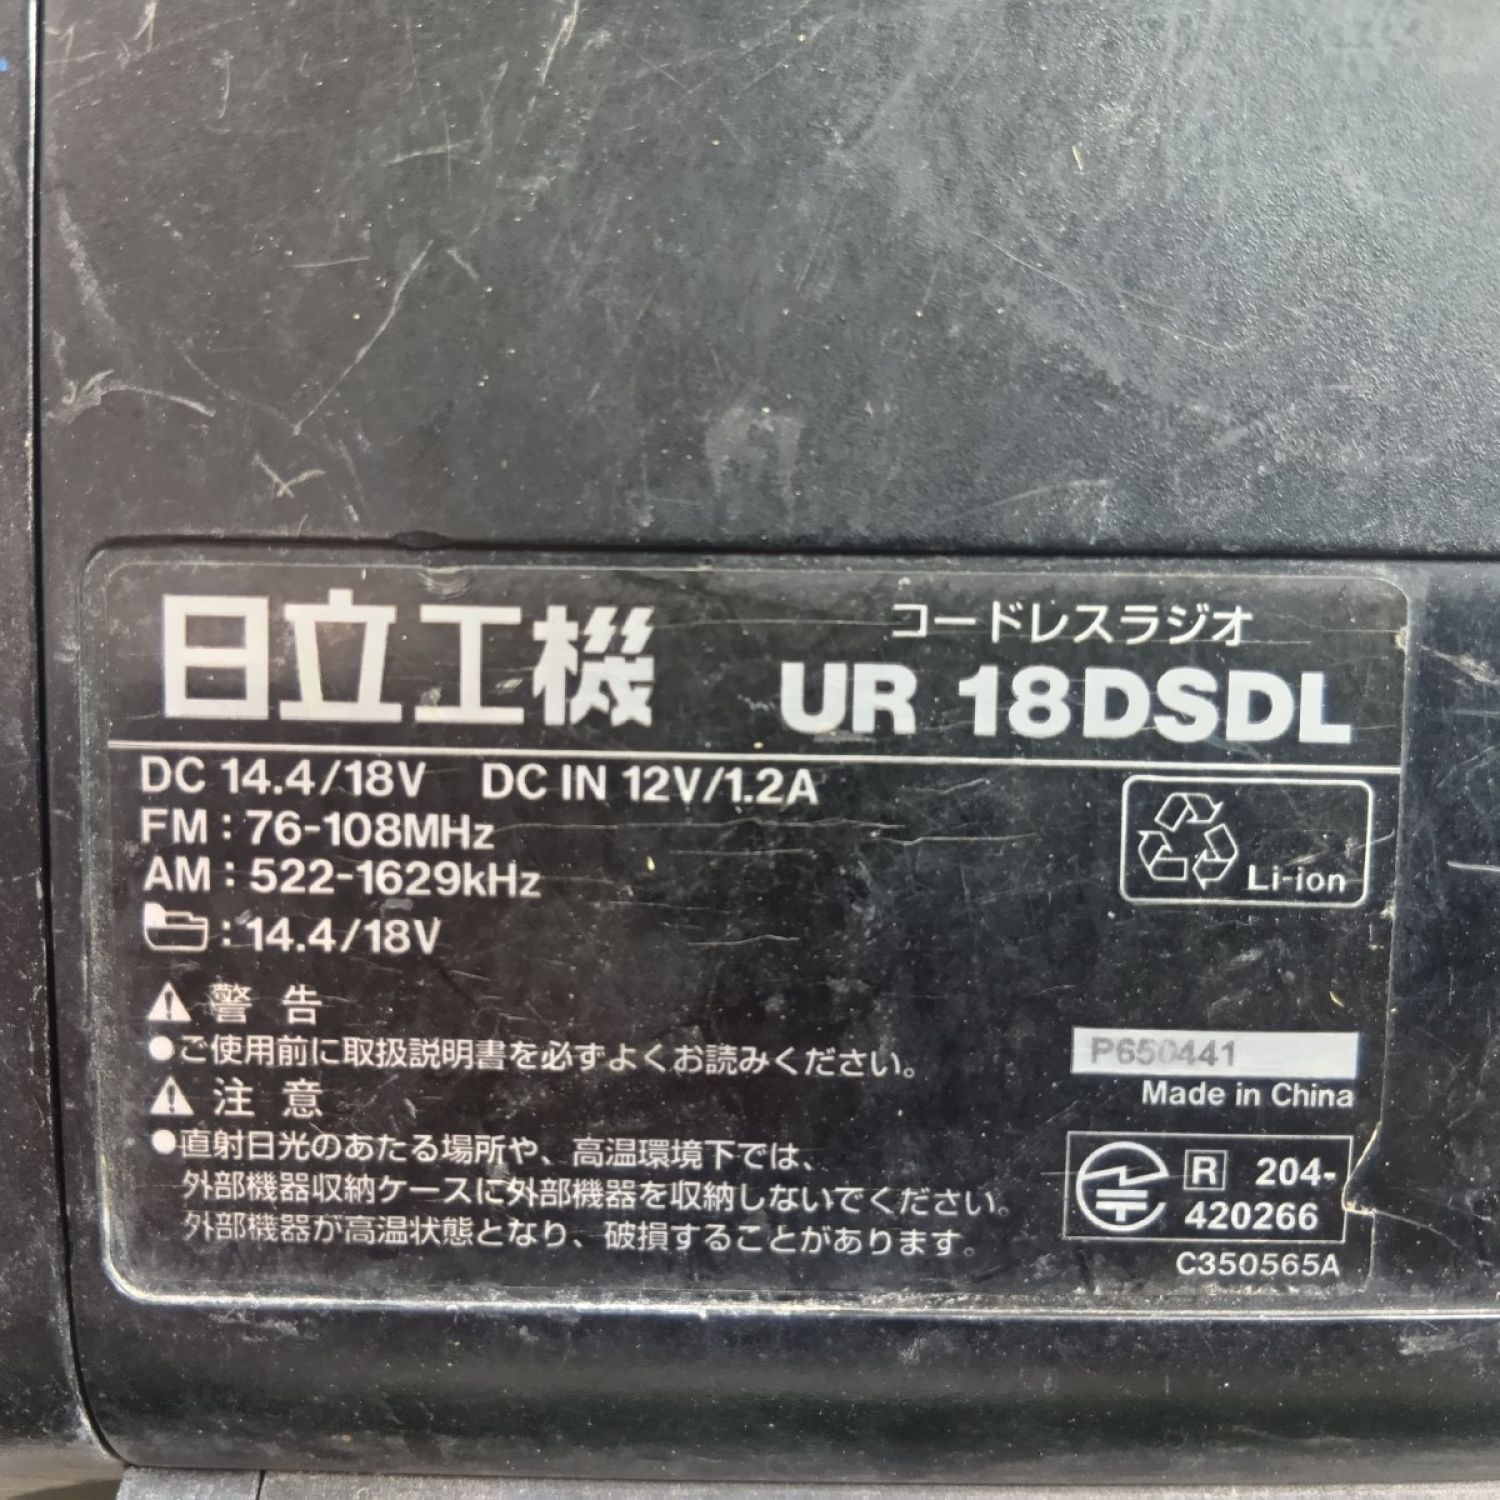 日立工機
コードレスラジオ
UR 18DSDL
DC 14.4/18V DC IN 12V/1.2A
FM : 76-108MHz
AM : 522-1629kHz
: 14.4/18V
Li-ion
⚠ 警告
●ご使用前に取扱説明書を必ずよくお読みください。
⚠ 注意
●直射日光のあたる場所や、高温環境下では、
外部機器収納ケースに外部機器を収納しないでください。
外部機器が高温状態となり、破損することがあります。
P650441
Made in China
R 204-
420266
C350565A